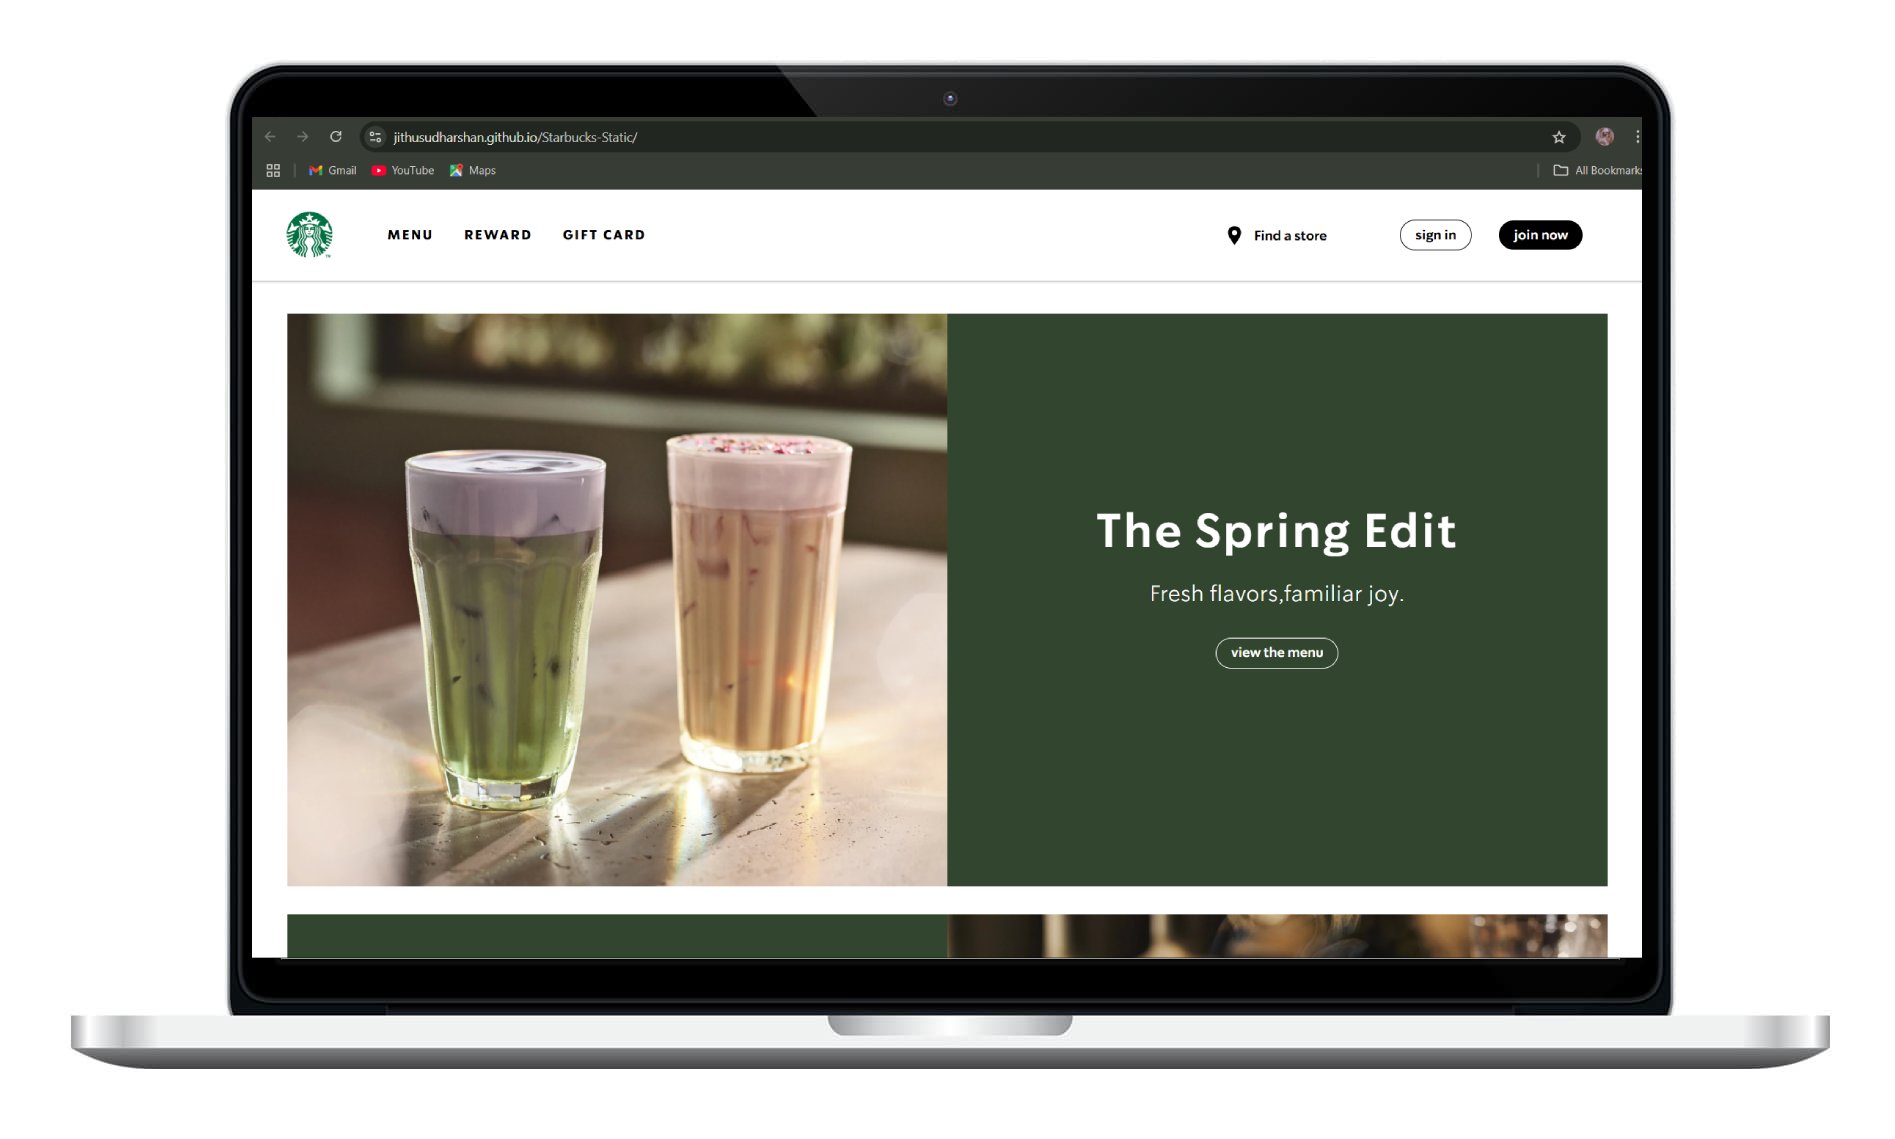 jithusudharshan.github.io/Starbucks-Static/
Gmail YouTube Maps All Bookmarks
MENU REWARD GIFT CARD Find a store sign in join now
The Spring Edit
Fresh flavors,familiar joy.
view the menu